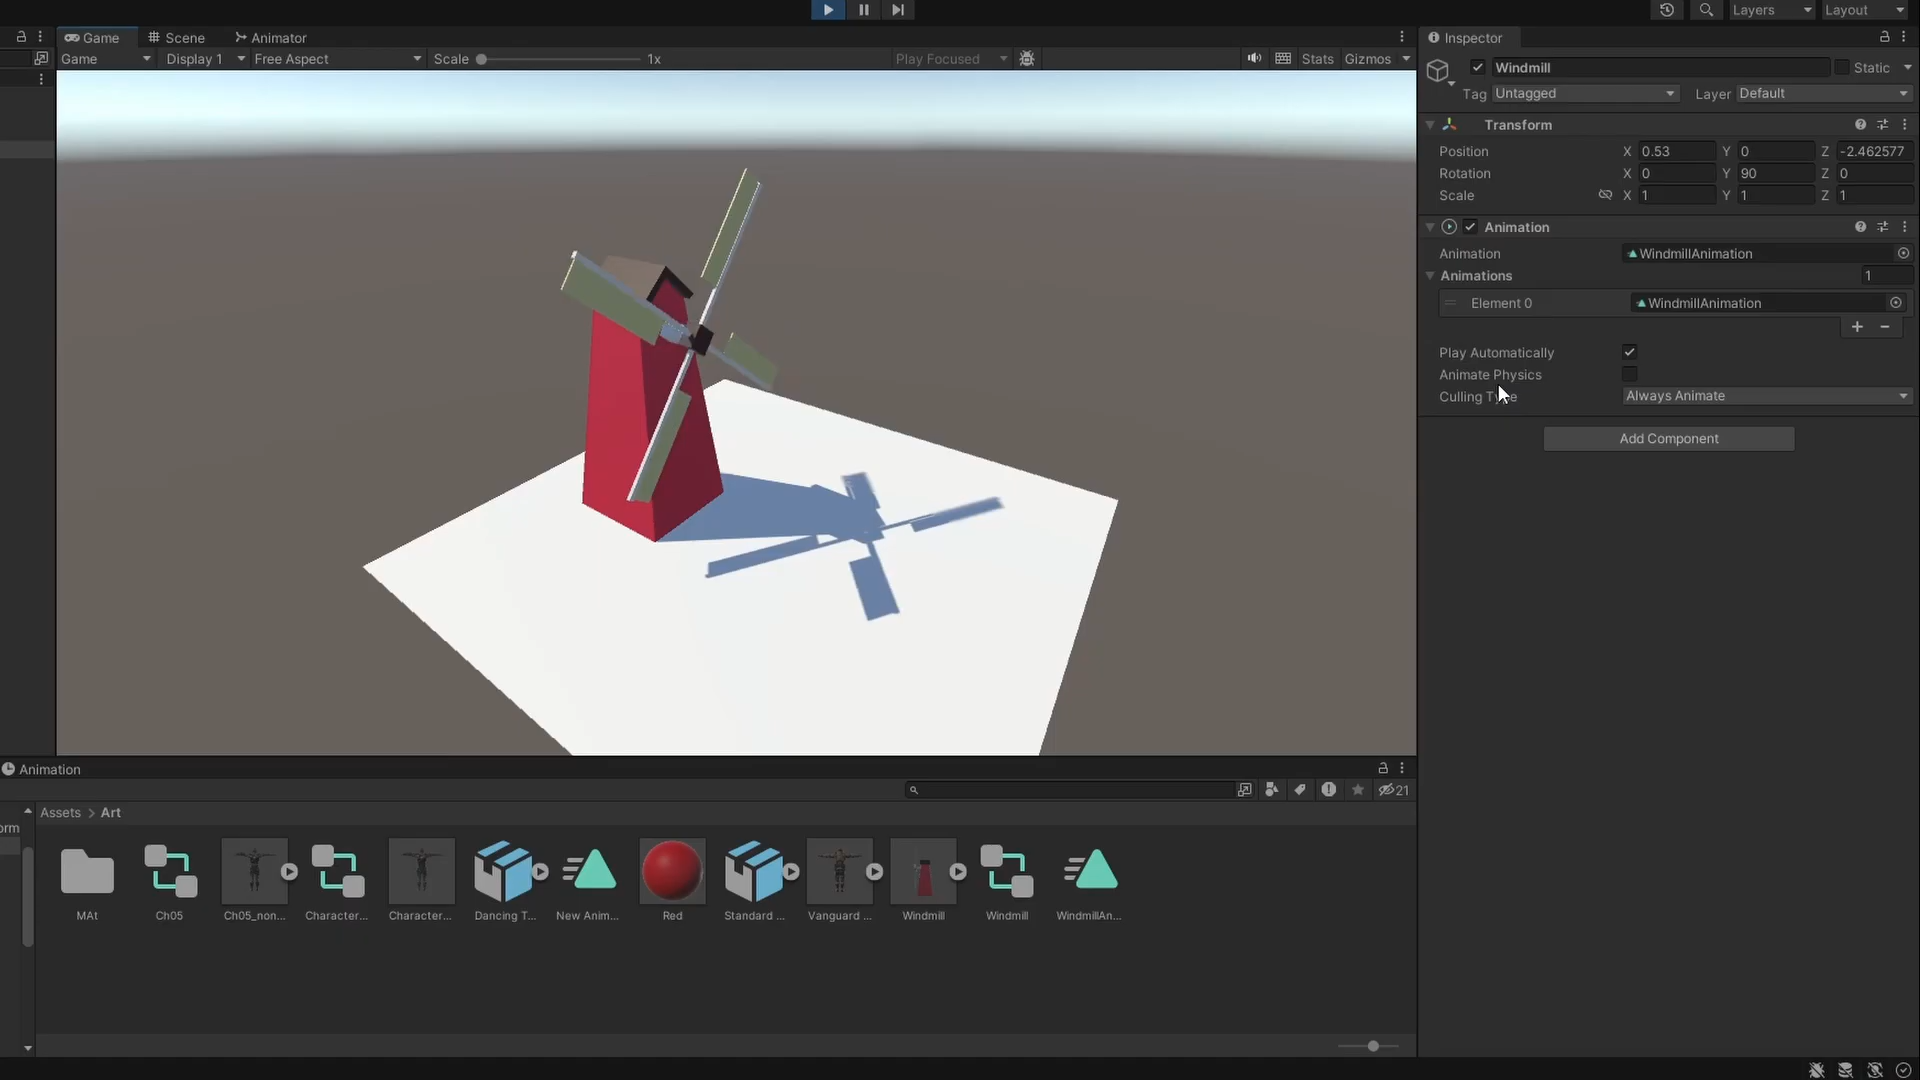 Layers Layout
Game Scene Animator
Game Display 1 Free Aspect Scale 1x Play Focused Stats Gizmos
Inspector
Windmill Static
Tag Untagged Layer Default
Transform
Position X 0.53 Y 0 Z -2.462577
Rotation X 0 Y 90 Z 0
Scale X 1 Y 1 Z 1
Animation
Animation WindmillAnimation
Animations 1
Element 0 WindmillAnimation
+ −
Play Automatically
Animate Physics
Culling Type Always Animate
Add Component
Animation
21
Assets > Art
orm
MAt Ch05 Ch05_non... Character... Character... Dancing T... New Anim... Red Standard ... Vanguard ... Windmill Windmill WindmillAn...